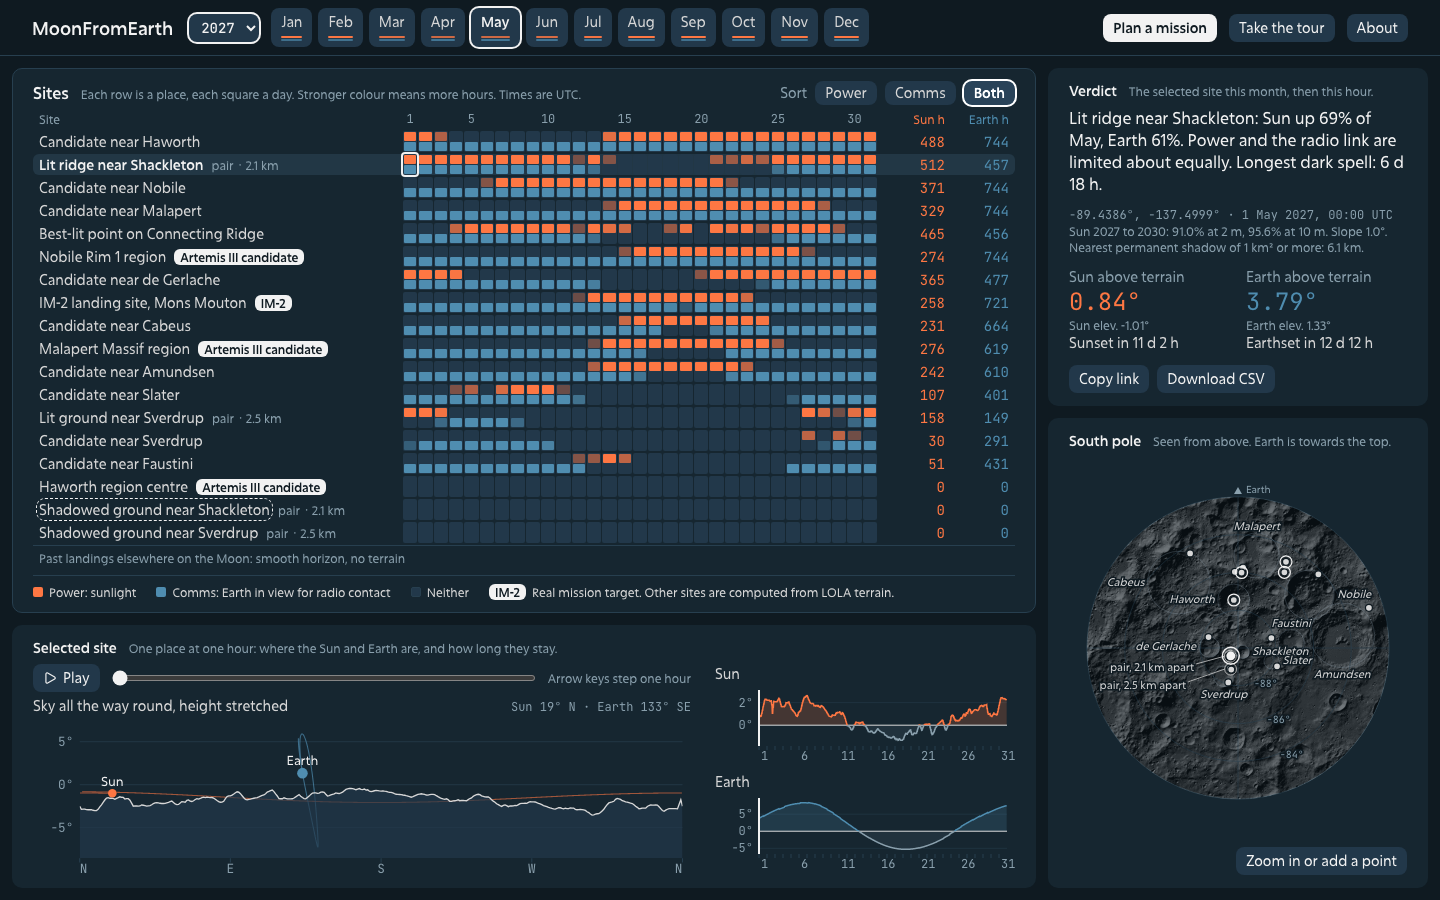 MoonFromEarth 2027 Jan Feb Mar Apr May Jun Jul Aug Sep Oct Nov Dec Plan a mission Take the tour About
Sites Each row is a place, each square a day. Stronger colour means more hours. Times are UTC. Sort Power Comms Both
Site 1 5 10 15 20 25 30 Sun h Earth h
Candidate near Haworth 488 744
Lit ridge near Shackleton pair · 2.1 km 512 457
Candidate near Nobile 371 744
Candidate near Malapert 329 744
Best-lit point on Connecting Ridge 465 456
Nobile Rim 1 region Artemis III candidate 274 744
Candidate near de Gerlache 365 477
IM-2 landing site, Mons Mouton IM-2 258 721
Candidate near Cabeus 231 664
Malapert Massif region Artemis III candidate 276 619
Candidate near Amundsen 242 610
Candidate near Slater 107 401
Lit ground near Sverdrup pair · 2.5 km 158 149
Candidate near Sverdrup 30 291
Candidate near Faustini 51 431
Haworth region centre Artemis III candidate 0 0
Shadowed ground near Shackleton pair · 2.1 km 0 0
Shadowed ground near Sverdrup pair · 2.5 km 0 0
Past landings elsewhere on the Moon: smooth horizon, no terrain
Power: sunlight Comms: Earth in view for radio contact Neither IM-2 Real mission target. Other sites are computed from LOLA terrain.
Selected site One place at one hour: where the Sun and Earth are, and how long they stay.
Play Arrow keys step one hour
Sky all the way round, height stretched Sun 19° N · Earth 133° SE
5°
0°
-5°
Sun
Earth
N E S W N
Sun
2°
0°
1 6 11 16 21 26 31
Earth
5°
0°
-5°
1 6 11 16 21 26 31
Verdict The selected site this month, then this hour.
Lit ridge near Shackleton: Sun up 69% of
May, Earth 61%. Power and the radio link are
limited about equally. Longest dark spell: 6 d
18 h.
-89.4386°, -137.4999° · 1 May 2027, 00:00 UTC
Sun 2027 to 2030: 91.0% at 2 m, 95.6% at 10 m. Slope 1.0°.
Nearest permanent shadow of 1 km² or more: 6.1 km.
Sun above terrain Earth above terrain
0.84° 3.79°
Sun elev. -1.01° Earth elev. 1.33°
Sunset in 11 d 2 h Earthset in 12 d 12 h
Copy link Download CSV
South pole Seen from above. Earth is towards the top.
▲ Earth
Malapert
Cabeus
Haworth
Nobile
Faustini
de Gerlache
Shackleton
Slater
pair, 2.1 km apart
Amundsen
pair, 2.5 km apart
Sverdrup
-88°
-86°
-84°
Zoom in or add a point